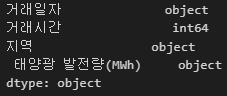 거래일자 object
거래시간 int64
지역 object
태양광 발전량(MWh) object
dtype: object